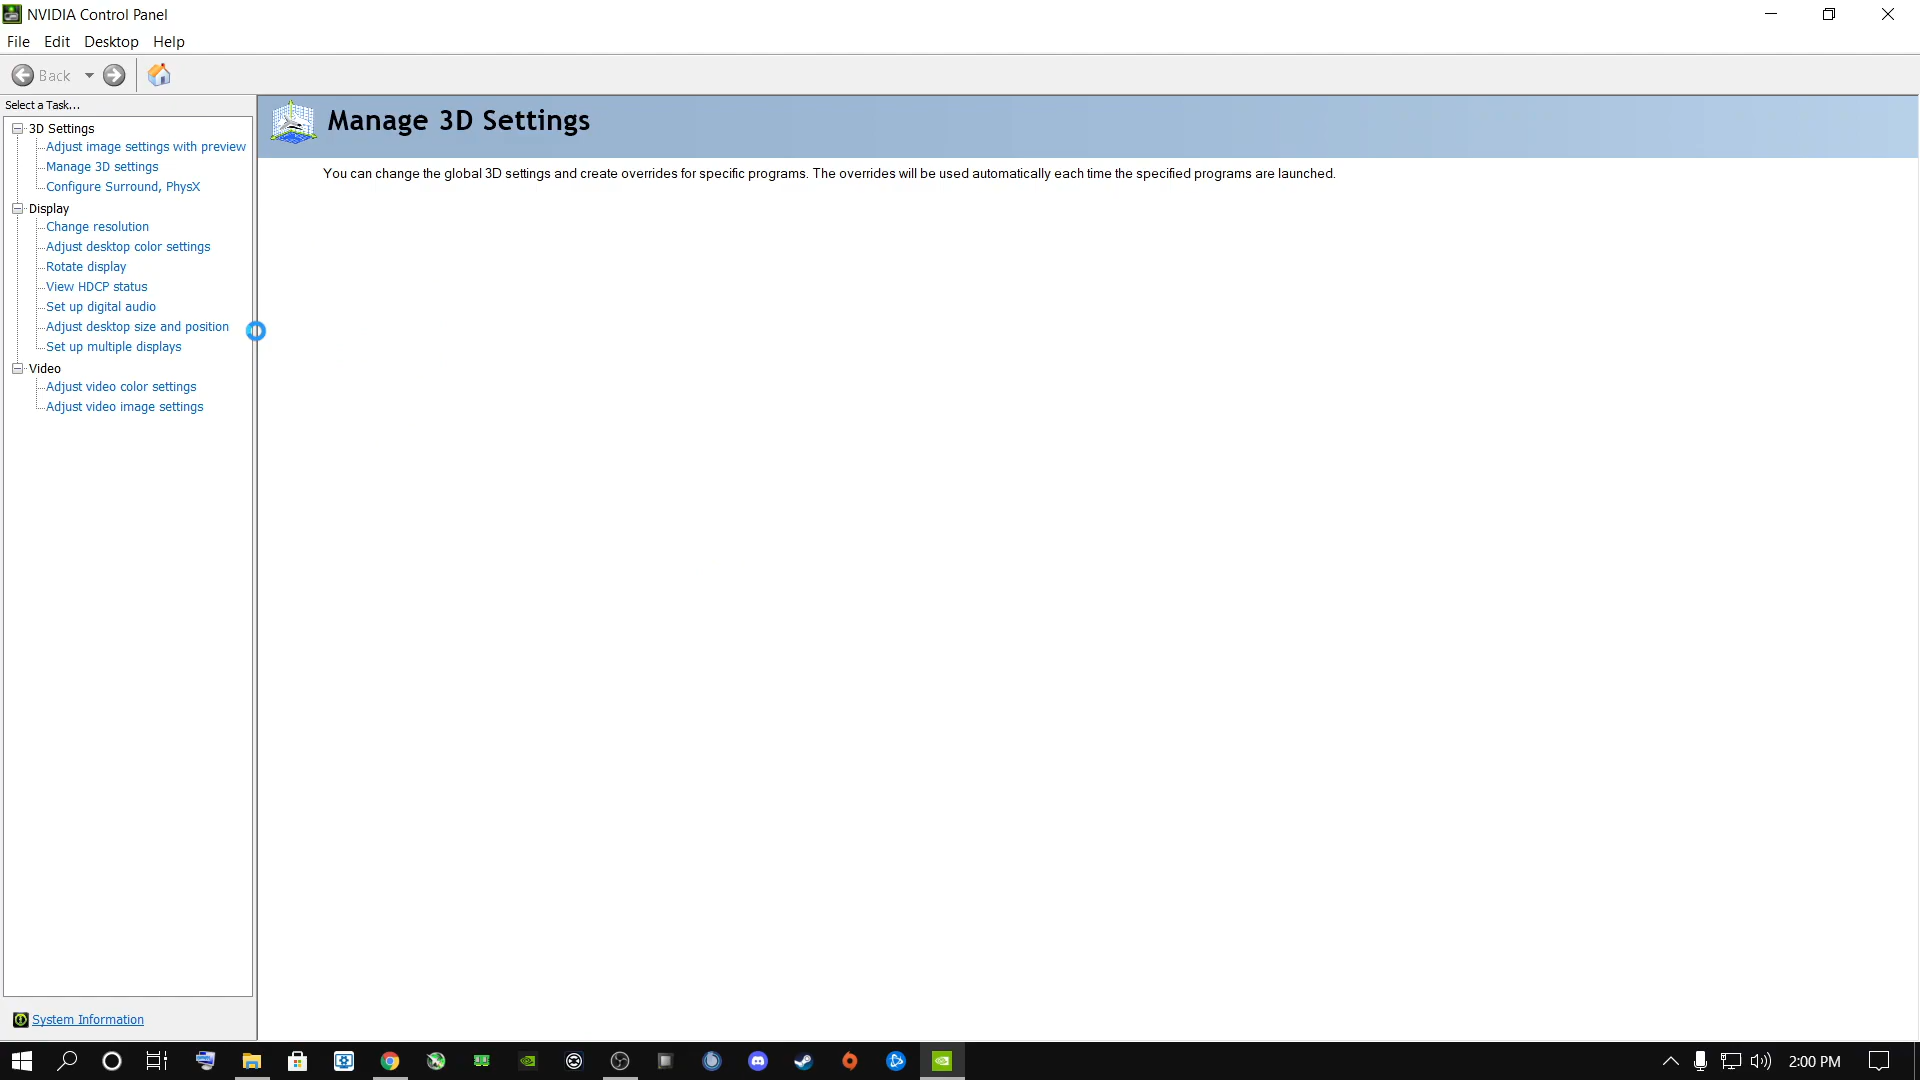 NVIDIA Control Panel
File Edit Desktop Help
Back
Select a Task...
3D Settings
Adjust image settings with preview
Manage 3D settings
Configure Surround, PhysX
Display
Change resolution
Adjust desktop color settings
Rotate display
View HDCP status
Set up digital audio
Adjust desktop size and position
Set up multiple displays
Video
Adjust video color settings
Adjust video image settings
System Information
Manage 3D Settings
You can change the global 3D settings and create overrides for specific programs. The overrides will be used automatically each time the specified programs are launched.
2:00 PM